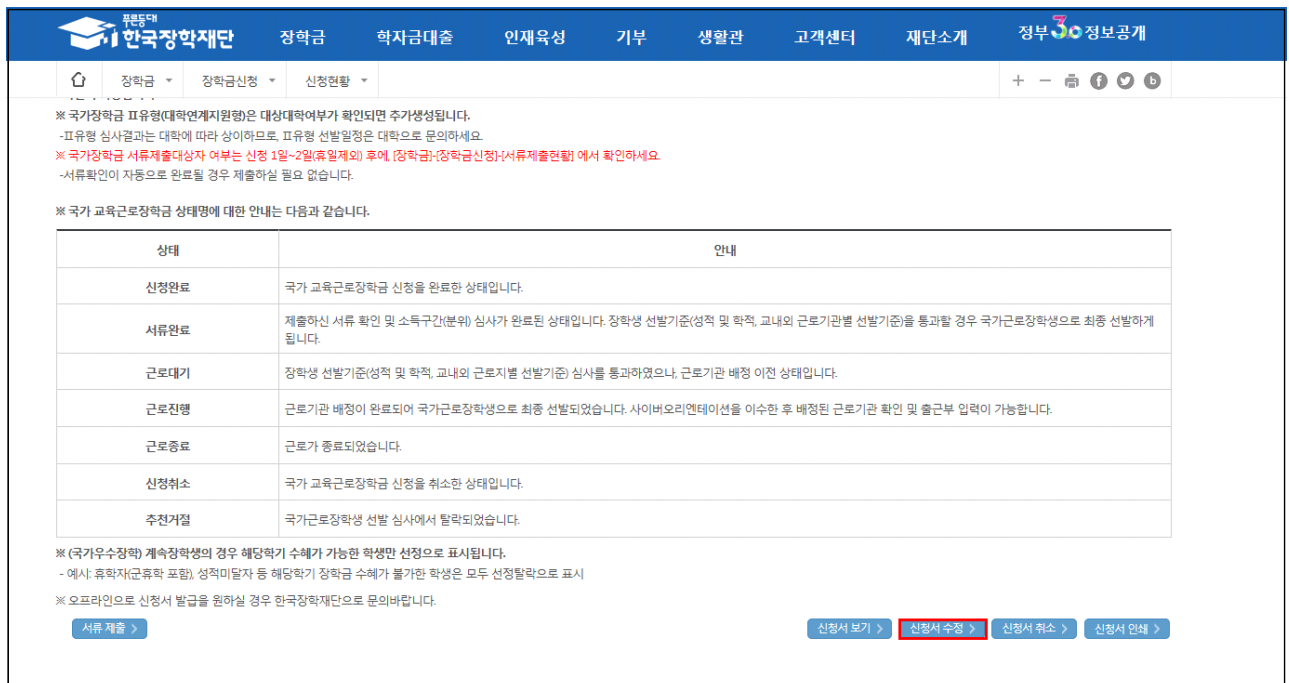 푸른등대
한국장학재단
장학금 학자금대출 인재육성 기부 생활관 고객센터 재단소개 정부3.0 정보공개
장학금 장학금신청 신청현황
※ 국가장학금 II유형(대학연계지원형)은 대상대학여부가 확인되면 추가생성됩니다.
-II유형 심사결과는 대학에 따라 상이하므로, II유형 선발일정은 대학으로 문의하세요.
※ 국가장학금 서류제출대상자 여부는 신청 1일~2일(휴일제외) 후에, [장학금]-[장학금신청]-[서류제출현황] 에서 확인하세요.
-서류확인이 자동으로 완료될 경우 제출하실 필요 없습니다.
※ 국가 교육근로장학금 상태명에 대한 안내는 다음과 같습니다.
상태 안내
신청완료 국가 교육근로장학금 신청을 완료한 상태입니다.
서류완료 제출하신 서류 확인 및 소득구간(분위) 심사가 완료된 상태입니다. 장학생 선발기준(성적 및 학적, 교내외 근로기관별 선발기준)을 통과할 경우 국가근로장학생으로 최종 선발하게
됩니다.
근로대기 장학생 선발기준(성적 및 학적, 교내외 근로지별 선발기준) 심사를 통과하였으나, 근로기관 배정 이전 상태입니다.
근로진행 근로기관 배정이 완료되어 국가근로장학생으로 최종 선발되었습니다. 사이버오리엔테이션을 이수한 후 배정된 근로기관 확인 및 출근부 입력이 가능합니다.
근로종료 근로가 종료되었습니다.
신청취소 국가 교육근로장학금 신청을 취소한 상태입니다.
추천거절 국가근로장학생 선발 심사에서 탈락되었습니다.
※ (국가우수장학) 계속장학생의 경우 해당학기 수혜가 가능한 학생만 선정으로 표시됩니다.
- 예시: 휴학자(군휴학 포함), 성적미달자 등 해당학기 장학금 수혜가 불가한 학생은 모두 선정탈락으로 표시
※ 오프라인으로 신청서 발급을 원하실 경우 한국장학재단으로 문의바랍니다.
서류 제출 > 신청서 보기 > 신청서 수정 > 신청서 취소 > 신청서 인쇄 >